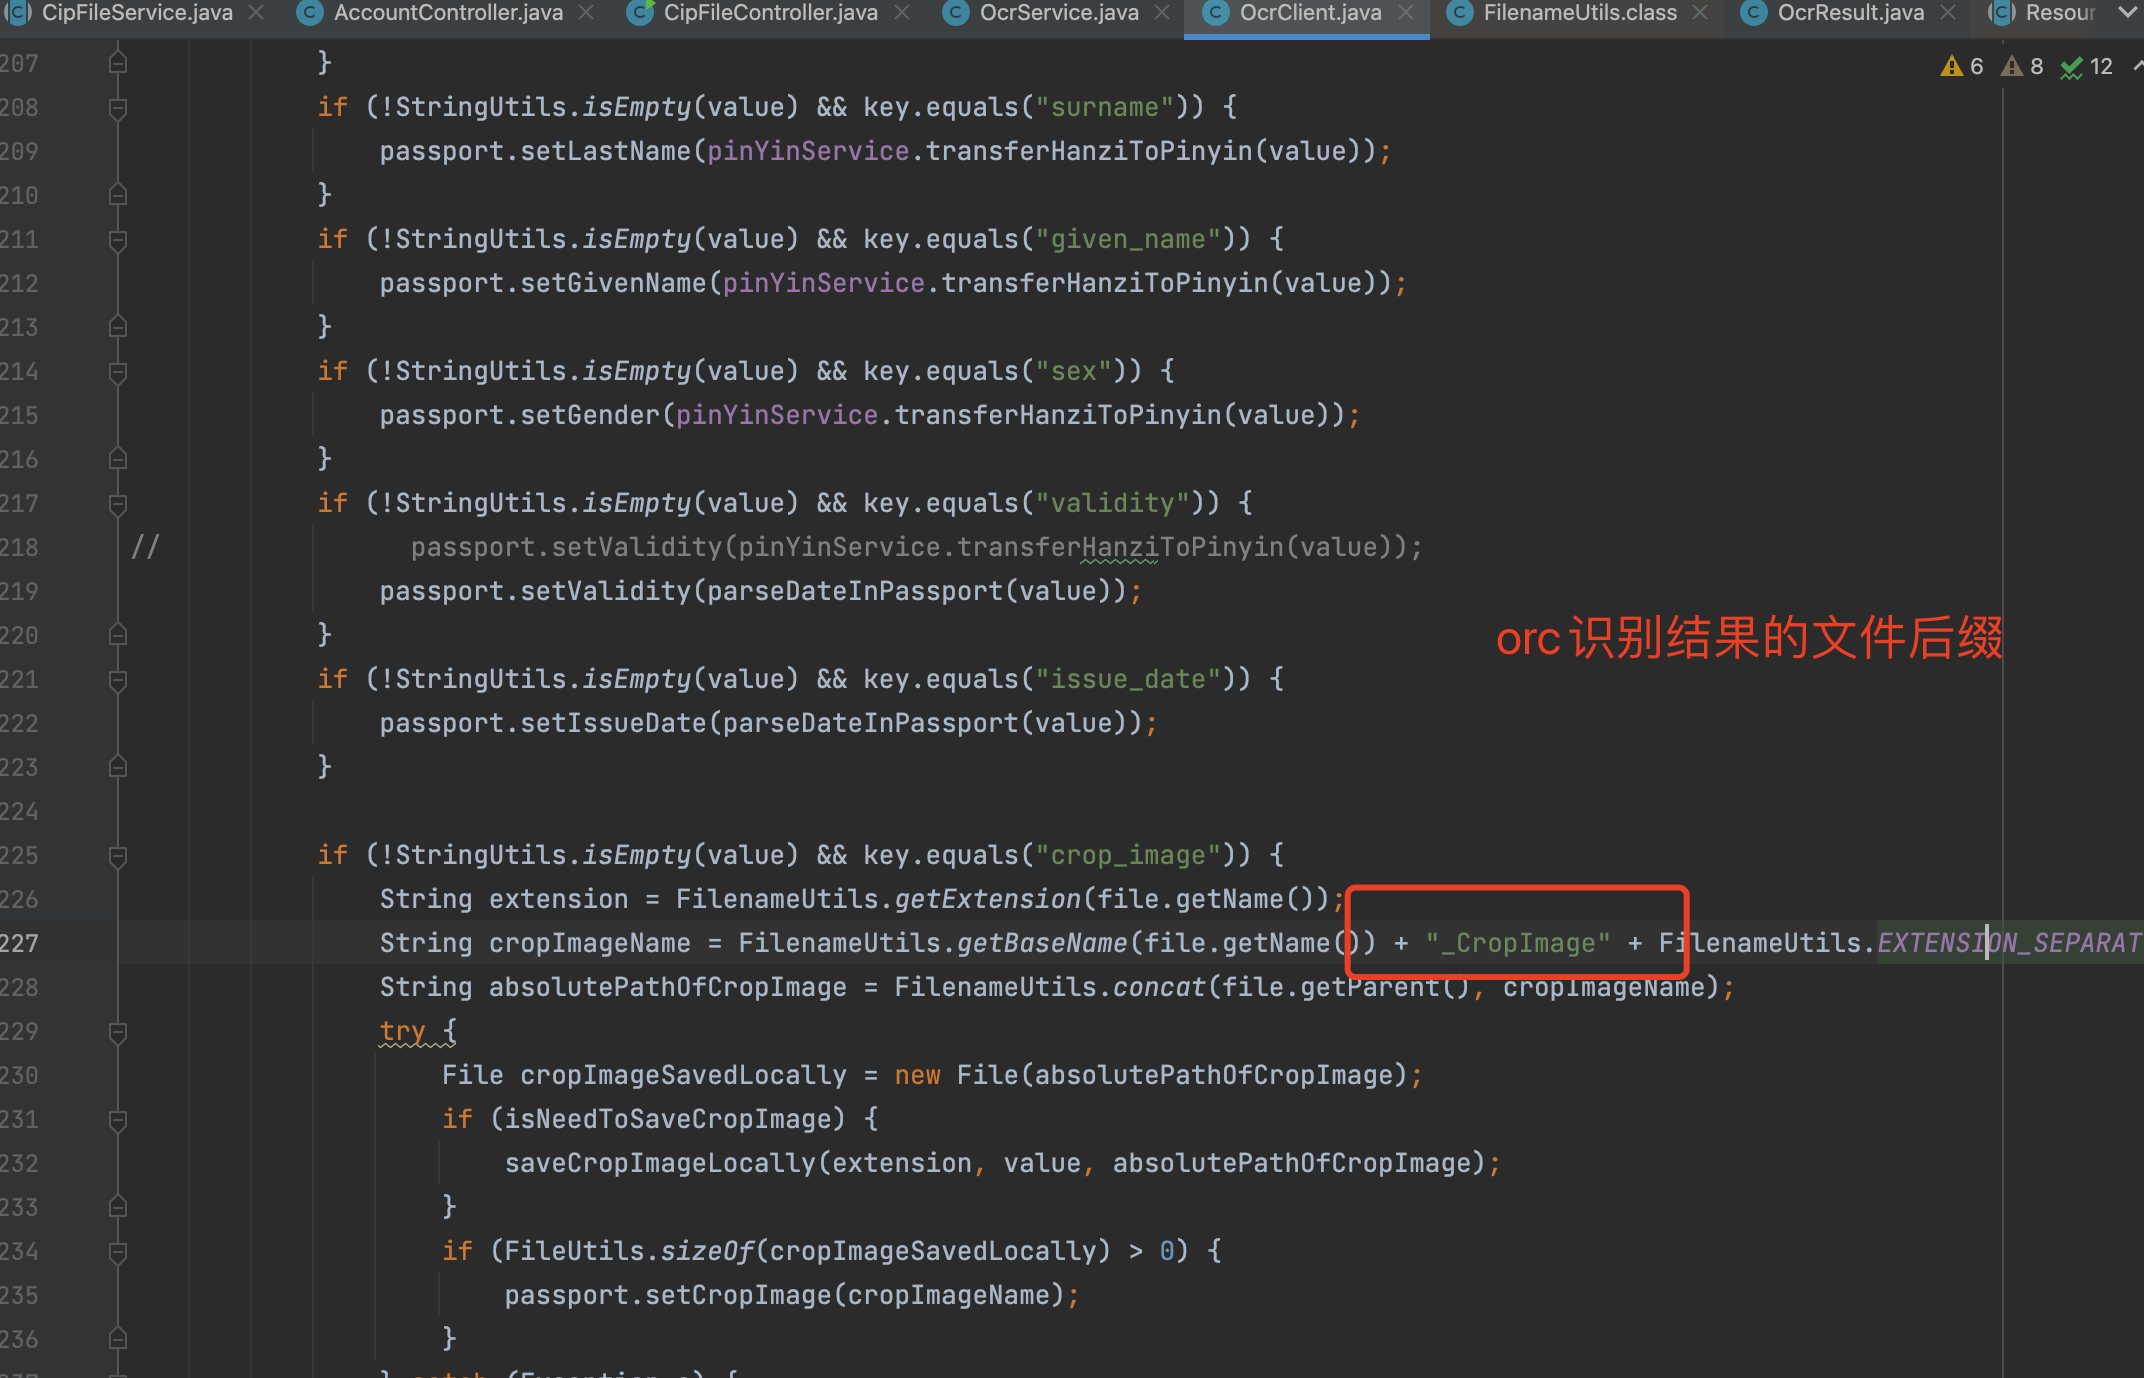 CipFileService.java AccountController.java CipFileController.java OcrService.java OcrClient.java FilenameUtils.class OcrResult.java Resour
6 8 12
207 }
208 if (!StringUtils.isEmpty(value) && key.equals("surname")) {
209 passport.setLastName(pinYinService.transferHanziToPinyin(value));
210 }
211 if (!StringUtils.isEmpty(value) && key.equals("given_name")) {
212 passport.setGivenName(pinYinService.transferHanziToPinyin(value));
213 }
214 if (!StringUtils.isEmpty(value) && key.equals("sex")) {
215 passport.setGender(pinYinService.transferHanziToPinyin(value));
216 }
217 if (!StringUtils.isEmpty(value) && key.equals("validity")) {
218 // passport.setValidity(pinYinService.transferHanziToPinyin(value));
219 passport.setValidity(parseDateInPassport(value));
220 }
orc识别结果的文件后缀
221 if (!StringUtils.isEmpty(value) && key.equals("issue_date")) {
222 passport.setIssueDate(parseDateInPassport(value));
223 }
224
225 if (!StringUtils.isEmpty(value) && key.equals("crop_image")) {
226 String extension = FilenameUtils.getExtension(file.getName());
227 String cropImageName = FilenameUtils.getBaseName(file.getName()) + "_CropImage" + FilenameUtils.EXTENSION_SEPARAT
228 String absolutePathOfCropImage = FilenameUtils.concat(file.getParent(), cropImageName);
229 try {
230 File cropImageSavedLocally = new File(absolutePathOfCropImage);
231 if (isNeedToSaveCropImage) {
232 saveCropImageLocally(extension, value, absolutePathOfCropImage);
233 }
234 if (FileUtils.sizeOf(cropImageSavedLocally) > 0) {
235 passport.setCropImage(cropImageName);
236 }